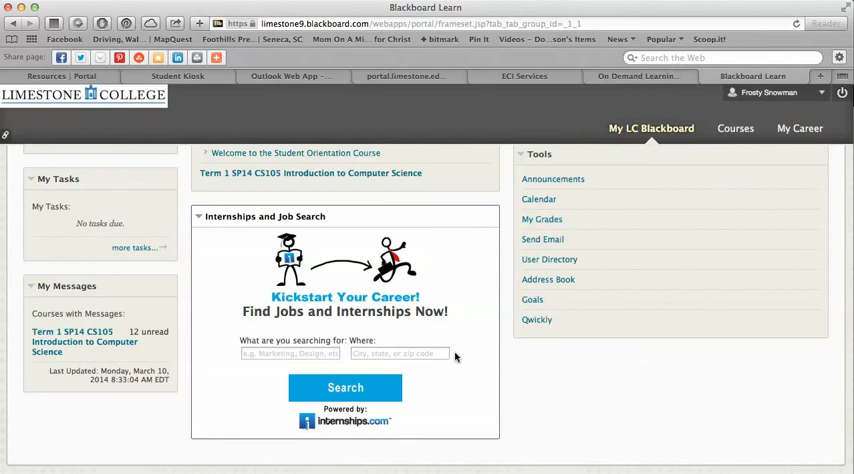 Blackboard Learn
https limestone9.blackboard.com/webapps/portal/frameset.jsp?tab_tab_group_id=_1_1
Reader
Facebook Driving, Wal...| MapQuest Foothills Pre...| Seneca, SC Mom On A Mi...k for Christ + bitmark Pin It Videos - Do...son's Items News Popular Scoop.it!
Share page:
Search the Web
Resources | Portal
Student Kiosk
Outlook Web App –...
portal.limestone.ed...
ECI Services
On Demand Learnin...
Blackboard Learn
LIMESTONE COLLEGE
Frosty Snowman
My LC Blackboard
Courses
My Career
Welcome to the Student Orientation Course
Term 1 SP14 CS105 Introduction to Computer Science
My Tasks
My Tasks:
No tasks due.
more tasks...
My Messages
Courses with Messages:
Term 1 SP14 CS105 12 unread
Introduction to Computer
Science
Last Updated: Monday, March 10,
2014 8:33:04 AM EDT
Internships and Job Search
Kickstart Your Career!
Find Jobs and Internships Now!
What are you searching for: Where:
e.g. Marketing, Design, etc
City, state, or zip code
Search
Powered by:
internships.com
Tools
Announcements
Calendar
My Grades
Send Email
User Directory
Address Book
Goals
Qwickly